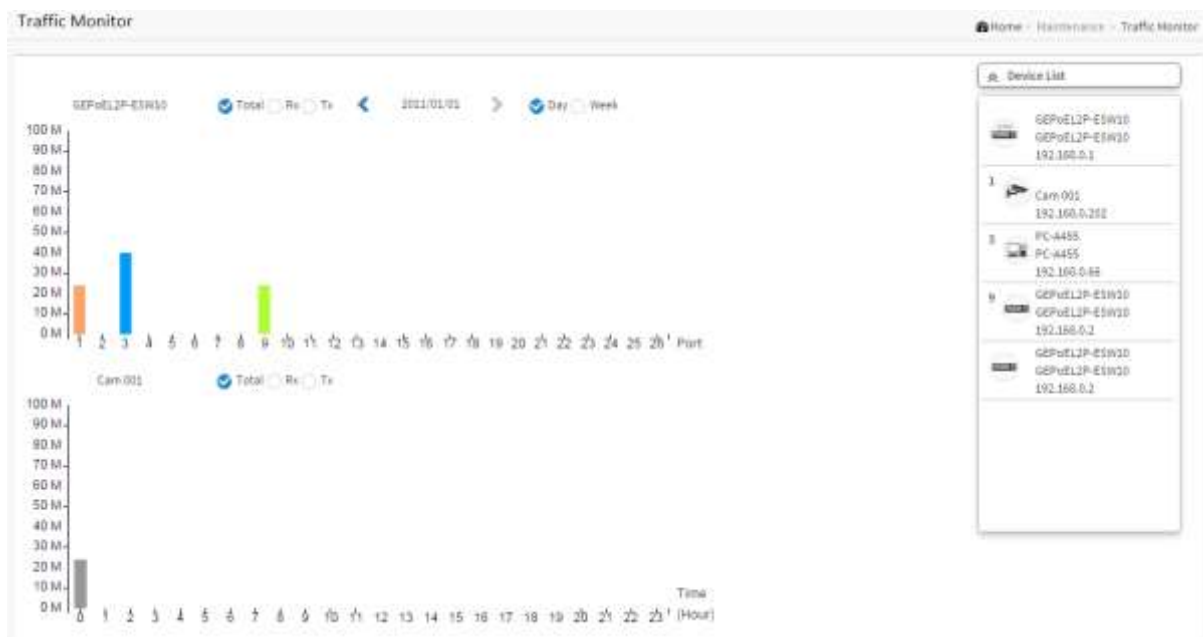 Traffic Monitor
Home - Maintenance - Traffic Monitor
Device List
GEPoEL2P-ESW10 Total Rx Tx 2011/01/01 Day Week
100 M
90 M
80 M
70 M
60 M
50 M
40 M
30 M
20 M
10 M
0 M
1 2 3 4 5 6 7 8 9 10 11 12 13 14 15 16 17 18 19 20 21 22 23 24 25 26 Port
Cam 001 Total Rx Tx
100 M
90 M
80 M
70 M
60 M
50 M
40 M
30 M
20 M
10 M
0 M
0 1 2 3 4 5 6 7 8 9 10 11 12 13 14 15 16 17 18 19 20 21 22 23
Time
(Hour)
GEPoEL2P-ESW10
GEPoEL2P-ESW10
192.168.0.1
1
Cam 001
192.168.0.202
3
PC-A455
PC-A455
192.168.0.66
9
GEPoEL2P-ESW10
GEPoEL2P-ESW10
192.168.0.2
GEPoEL2P-ESW10
GEPoEL2P-ESW10
192.168.0.2